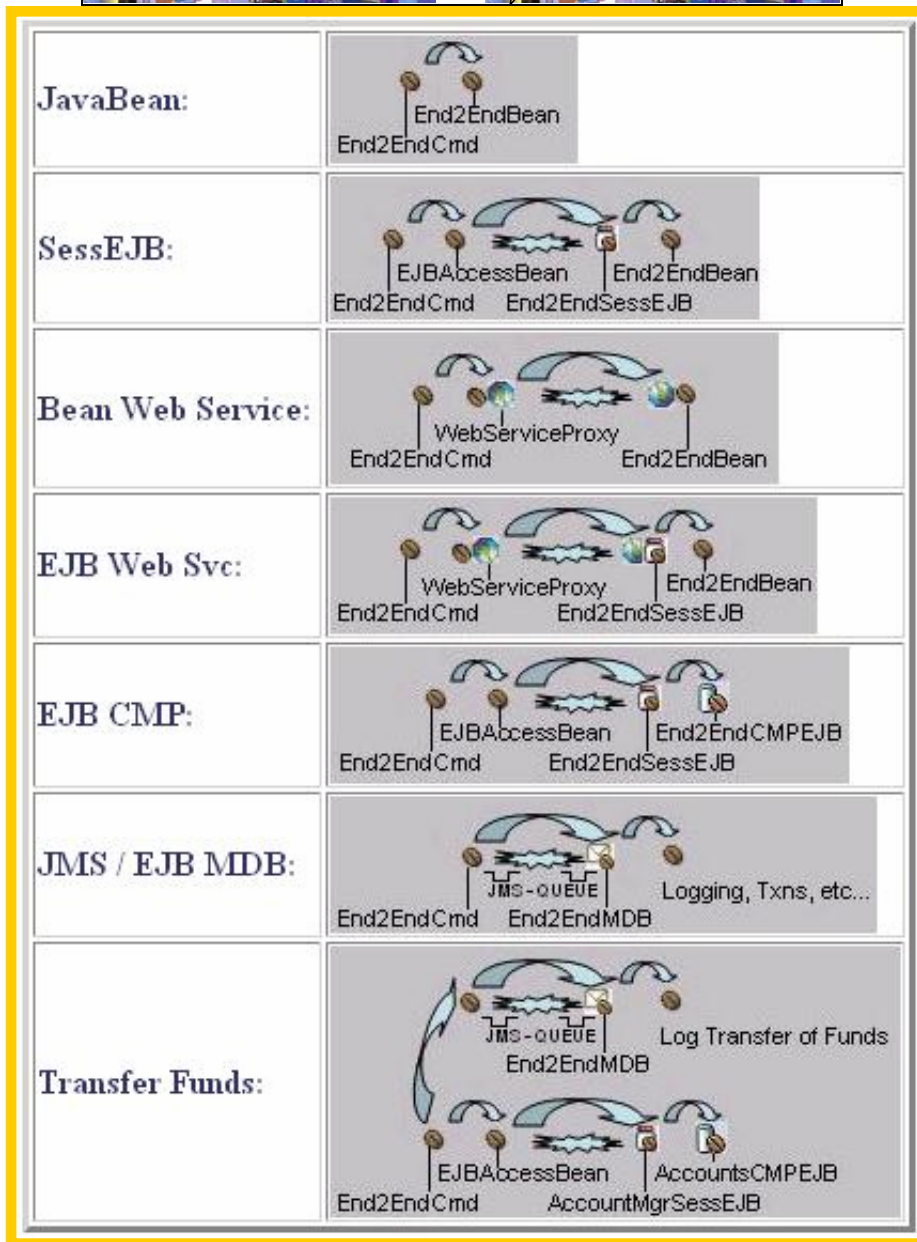 JavaBean:
End2EndBean
End2EndCmd
SessEJB:
EJBAccessBean End2EndBean
End2EndCmd End2EndSessEJB
Bean Web Service:
WebServiceProxy
End2EndCmd End2EndBean
EJB Web Svc:
WebServiceProxy End2EndBean
End2EndCmd End2EndSessEJB
EJB CMP:
EJBAccessBean End2EndCMPEJB
End2EndCmd End2EndSessEJB
JMS / EJB MDB:
JMS-QUEUE Logging, Txns, etc...
End2EndCmd End2EndMDB
Transfer Funds:
JMS-QUEUE Log Transfer of Funds
End2EndMDB
EJBAccessBean AccountsCMPEJB
End2EndCmd AccountMgrSessEJB